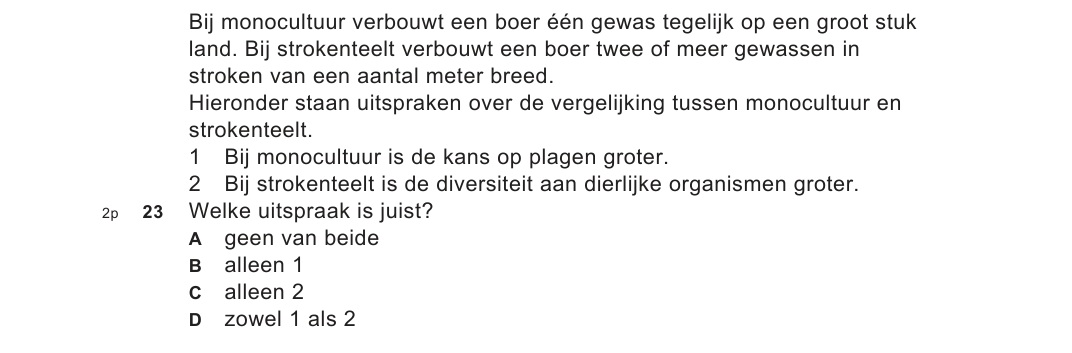 Bij monocultuur verbouwt een boer één gewas tegelijk op een groot stuk
land. Bij strokenteelt verbouwt een boer twee of meer gewassen in
stroken van een aantal meter breed.
Hieronder staan uitspraken over de vergelijking tussen monocultuur en
strokenteelt.
1 Bij monocultuur is de kans op plagen groter.
2 Bij strokenteelt is de diversiteit aan dierlijke organismen groter.
2p 23 Welke uitspraak is juist?
A geen van beide
B alleen 1
C alleen 2
D zowel 1 als 2